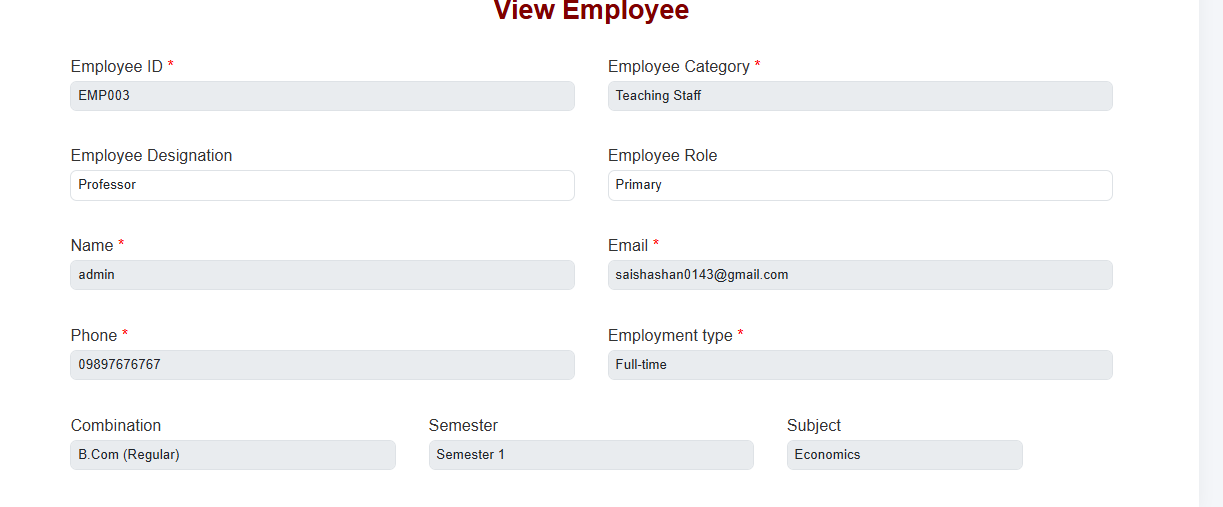 View Employee
Employee ID *
Employee Category *
EMP003
Teaching Staff
Employee Designation
Employee Role
Professor
Primary
Name *
Email *
admin
saishashan0143@gmail.com
Phone *
Employment type *
09897676767
Full-time
Combination
Semester
Subject
B.Com (Regular)
Semester 1
Economics